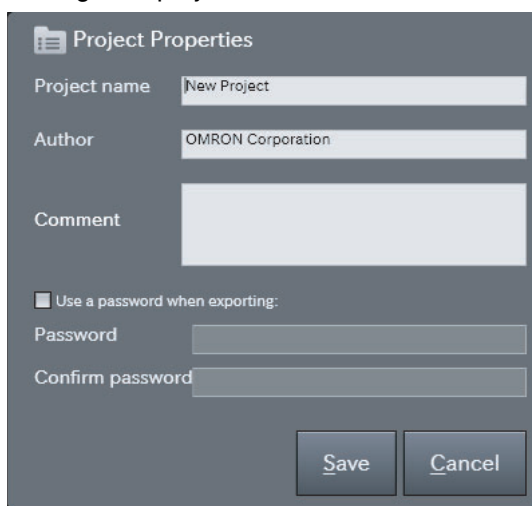 Project Properties
Project name New Project
Author OMRON Corporation
Comment
Use a password when exporting:
Password
Confirm password
Save Cancel